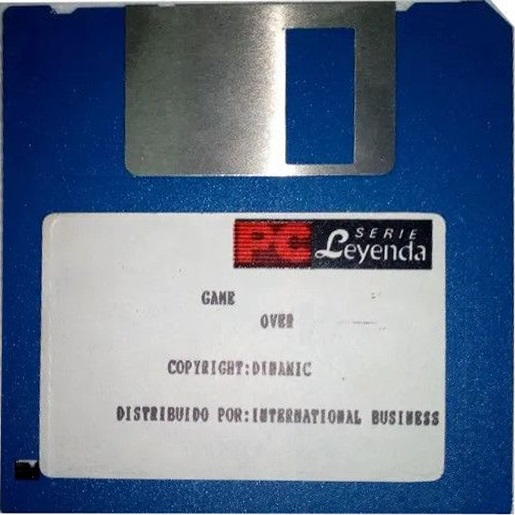 PC SERIE
Leyenda
GAME
OVER
COPYRIGHT:DINAMIC
DISTRIBUIDO POR:INTERNATIONAL BUSINESS